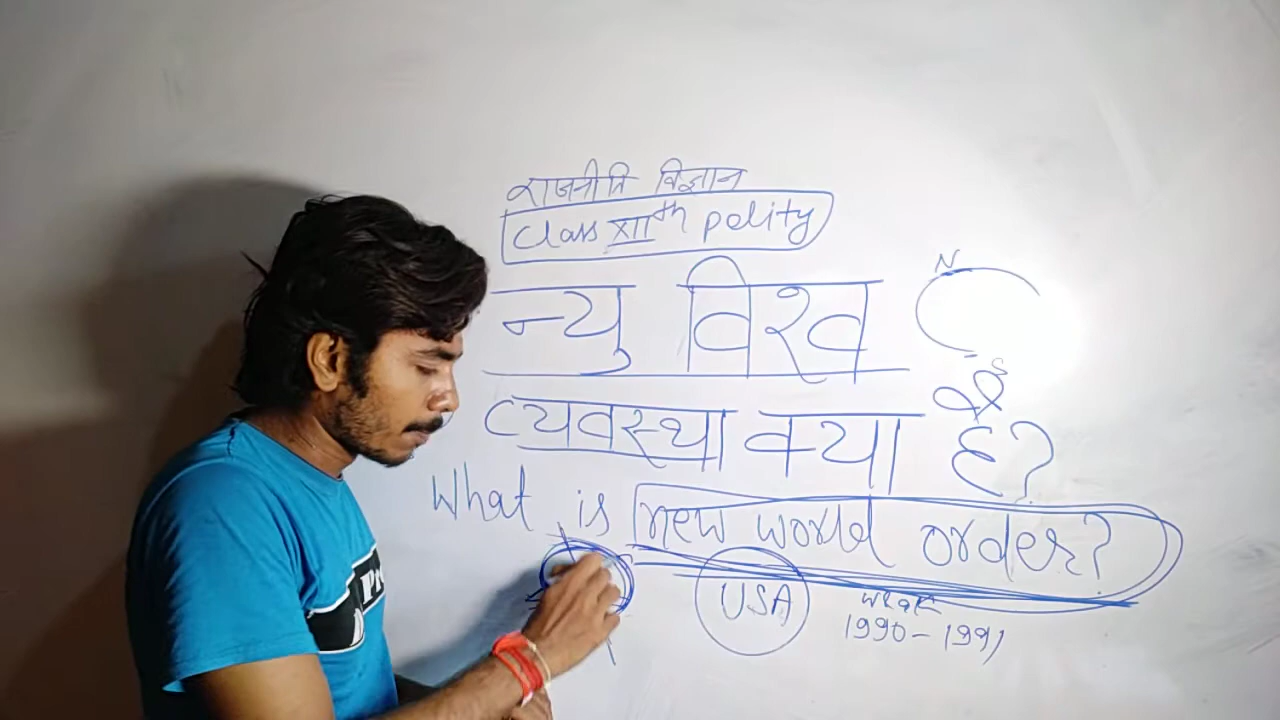 राजनीति विज्ञान
Class XIIth polity
न्यु विश्व
N
S
व्यवस्था क्या है?
What is new world order?
USA
1990-1991